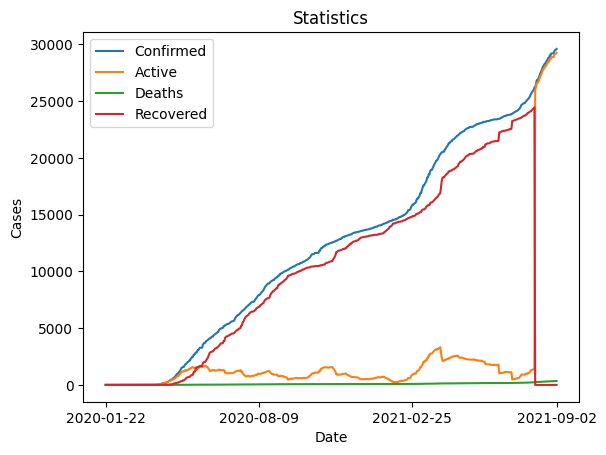 Statistics
Confirmed
Active
Deaths
Recovered
Cases
30000
25000
20000
15000
10000
5000
0
2020-01-22
2020-08-09
2021-02-25
2021-09-02
Date